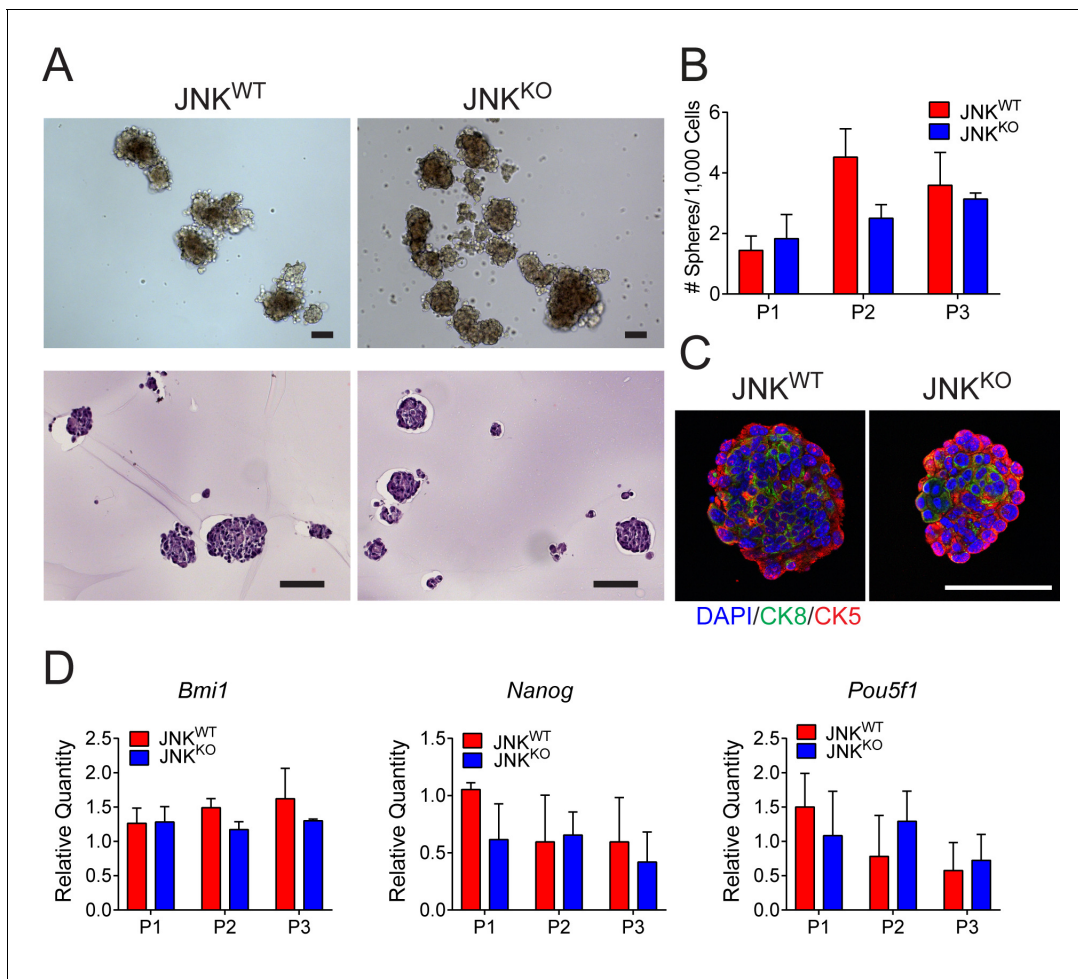 A
JNK^WT
JNK^KO
B
# Spheres/ 1,000 Cells
6
4
2
0
JNK^WT
JNK^KO
P1 P2 P3
C
JNK^WT JNK^KO
DAPI/CK8/CK5
D
Bmi1
Relative Quantity
2.5
2.0
1.5
1.0
0.5
0.0
JNK^WT
JNK^KO
P1 P2 P3
Nanog
Relative Quantity
1.5
1.0
0.5
0.0
JNK^WT
JNK^KO
P1 P2 P3
Pou5f1
Relative Quantity
2.5
2.0
1.5
1.0
0.5
0.0
JNK^WT
JNK^KO
P1 P2 P3